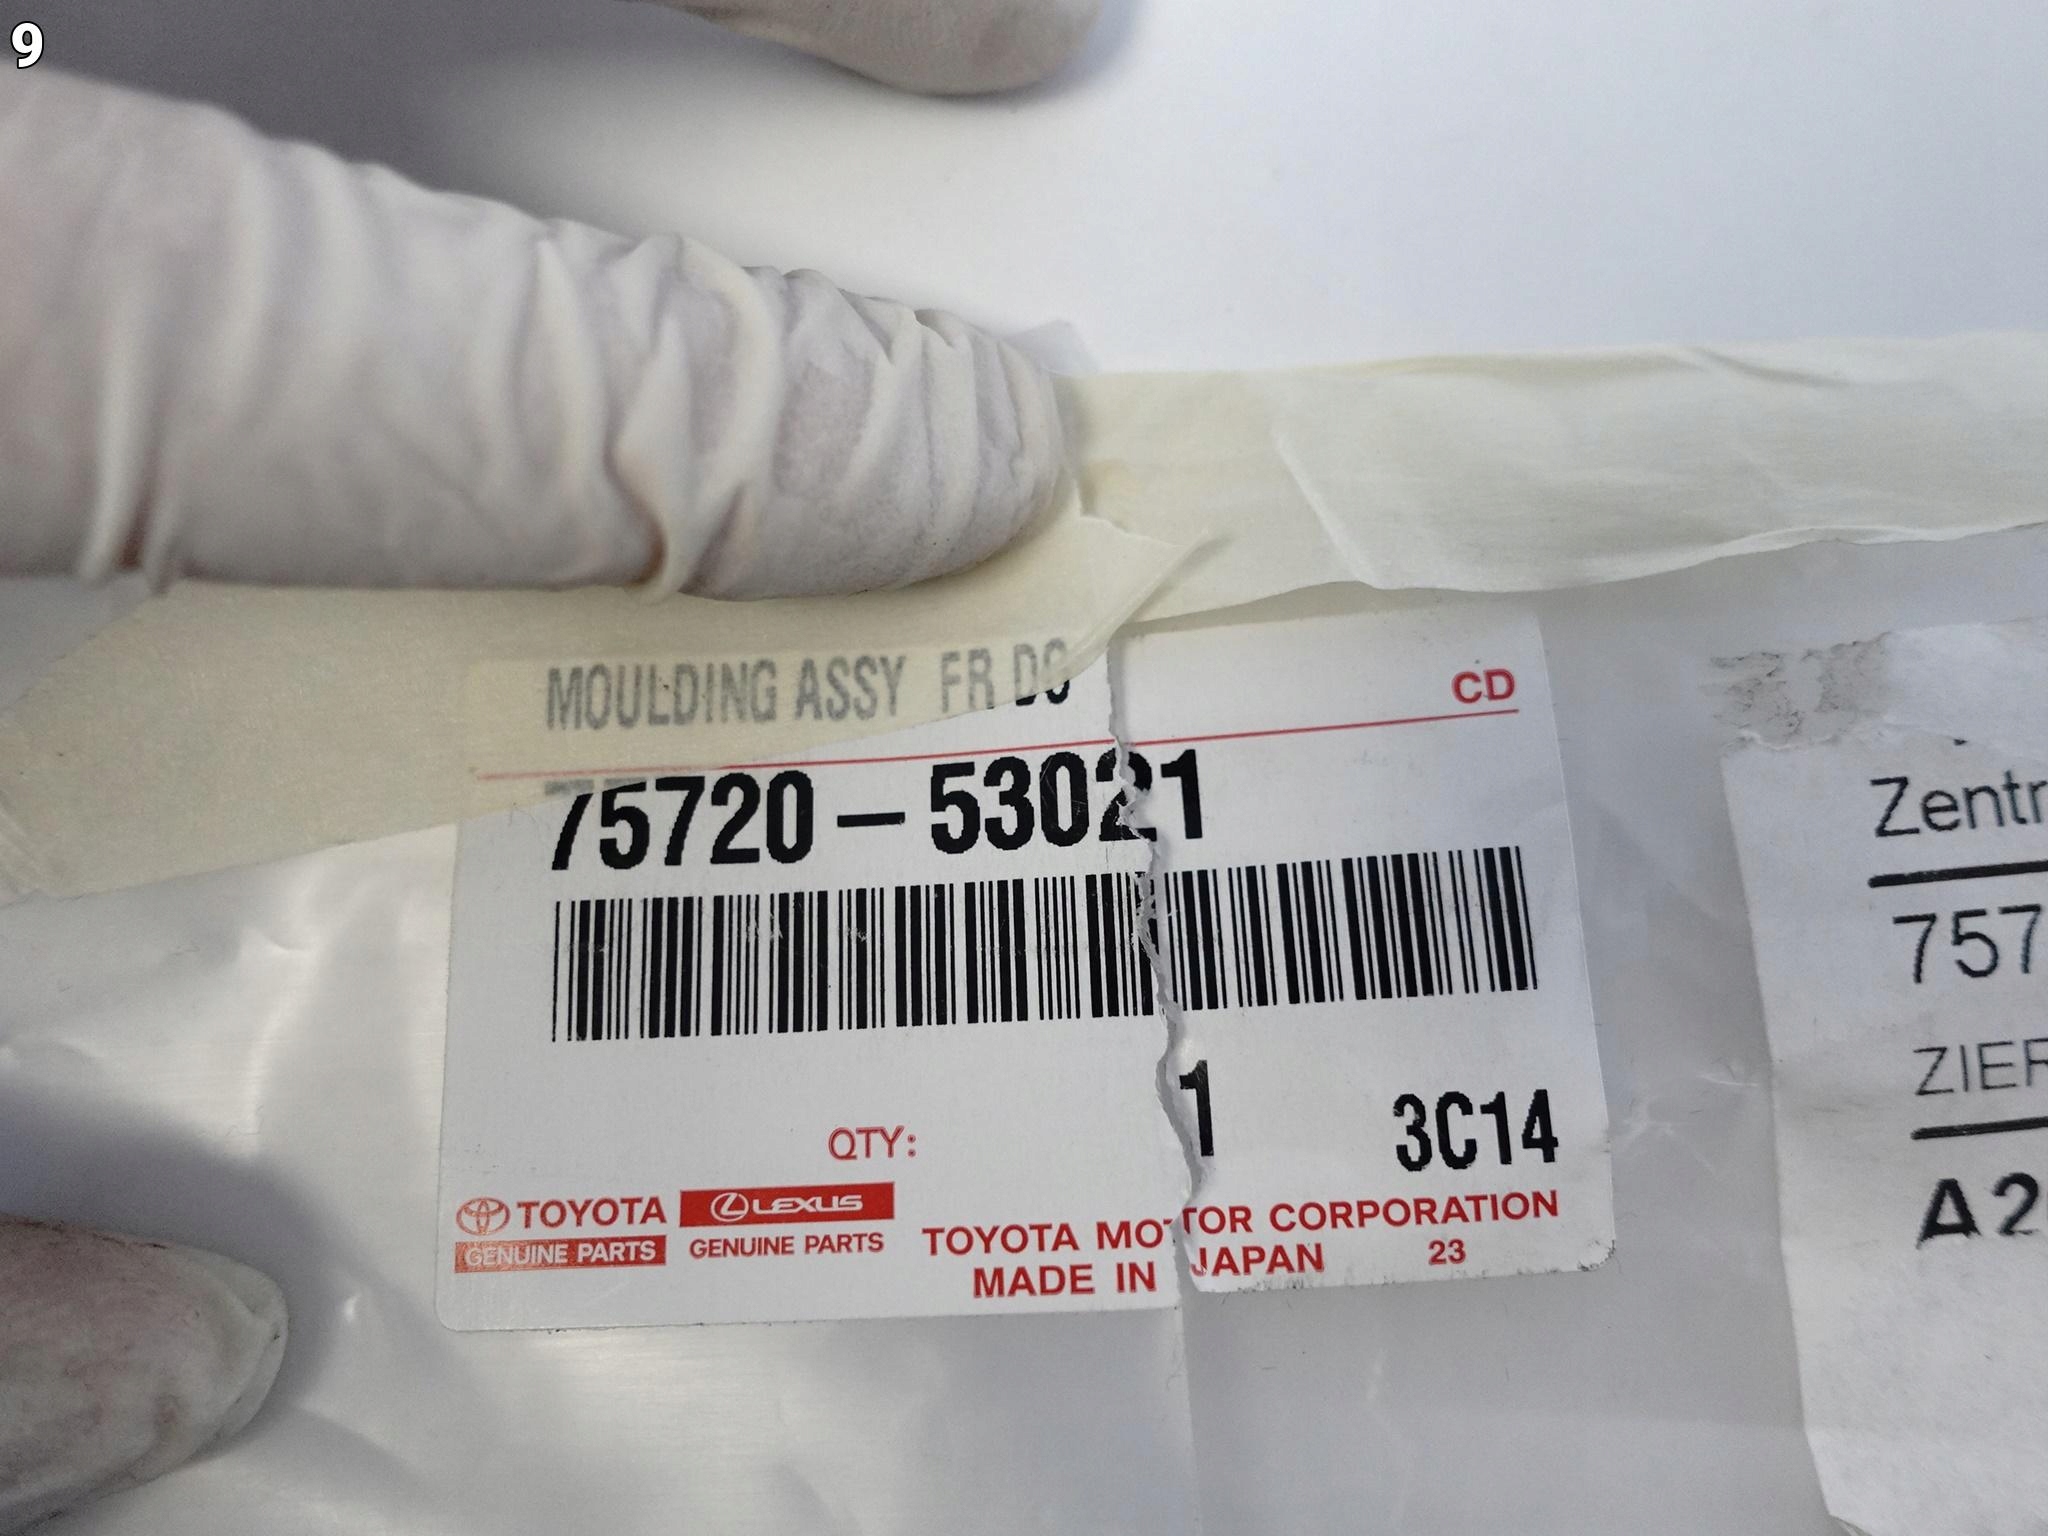 9
MOULDING ASSY FR DO
CD
75720-53021
1
3C14
QTY:
TOYOTA
GENUINE PARTS
LEXUS
GENUINE PARTS
TOYOTA MOTOR CORPORATION
MADE IN JAPAN 23
Zentr
757
ZIER
A2